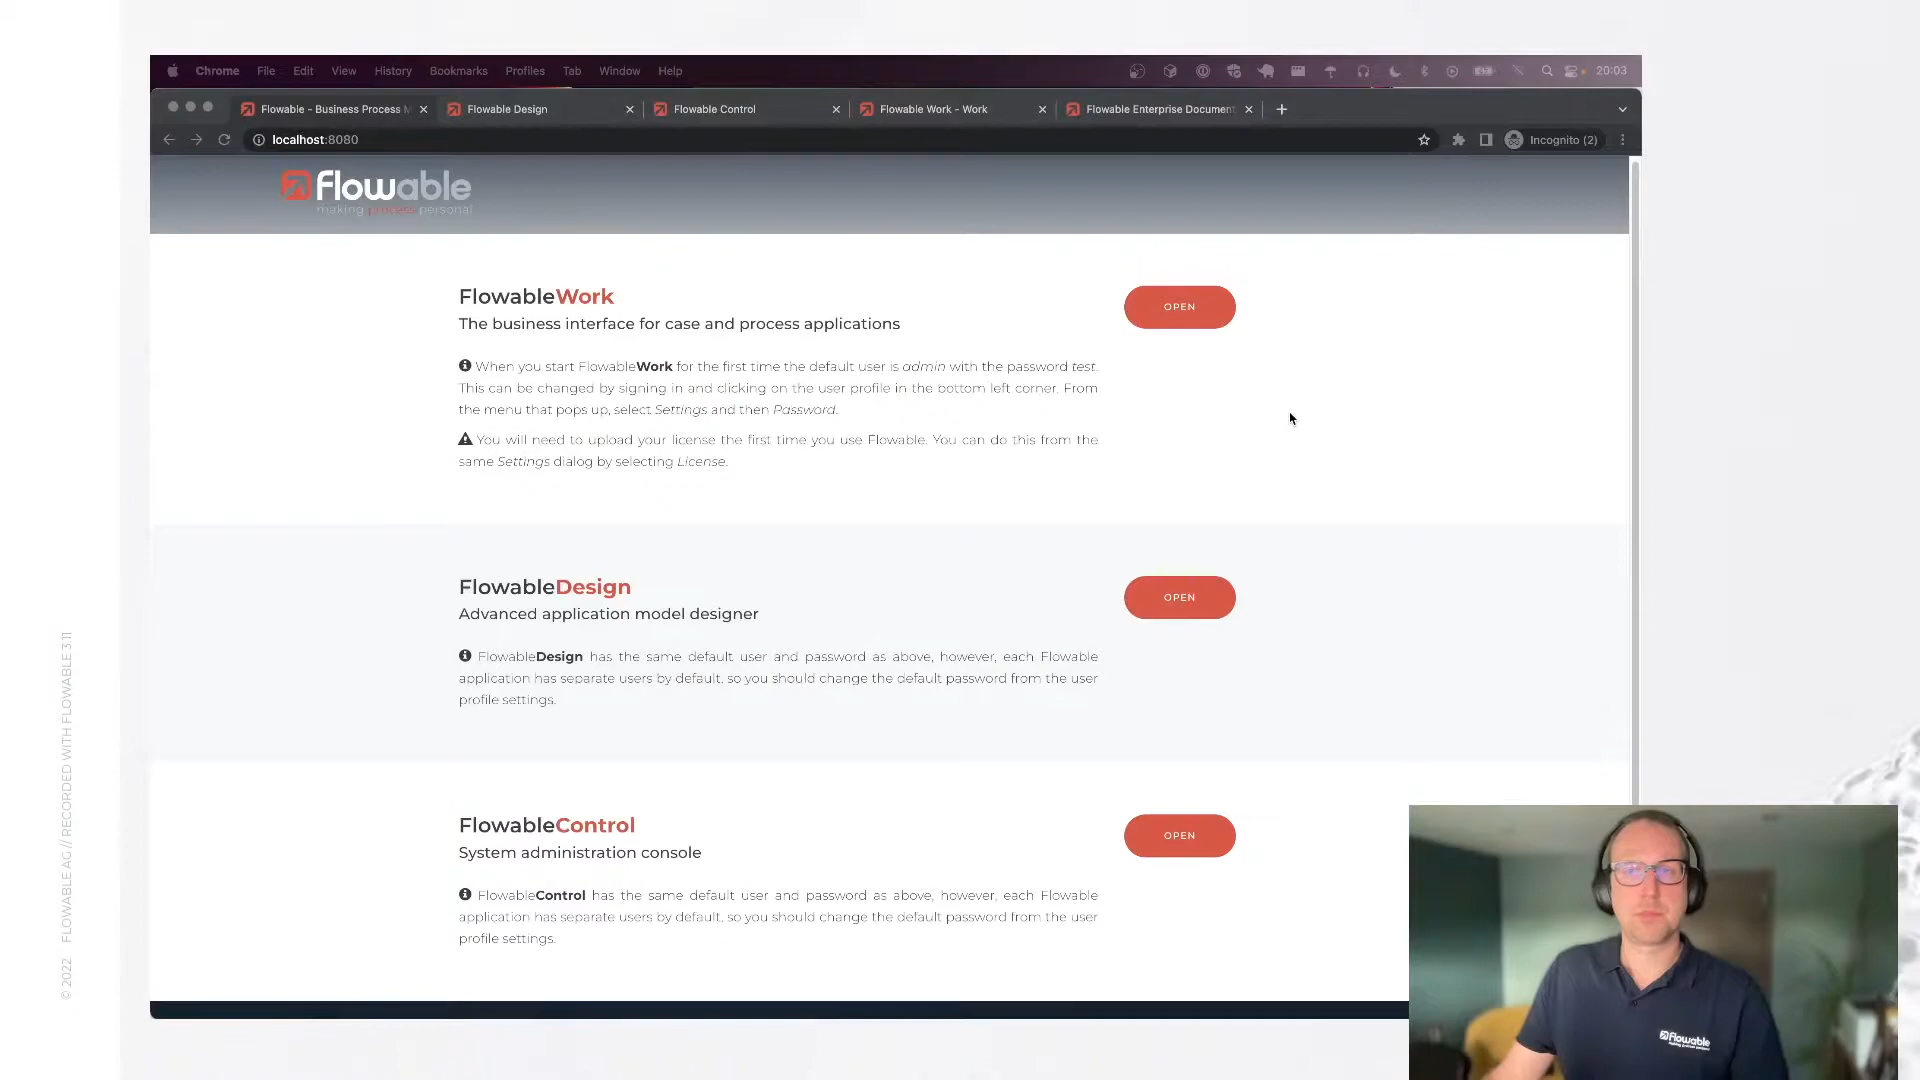 Chrome File Edit View History Bookmarks Profiles Tab Window Help 20:03
Flowable - Business Process M Flowable Design Flowable Control Flowable Work - Work Flowable Enterprise Document
localhost:8080 Incognito (2)
flowable
making process personal
FlowableWork
OPEN
The business interface for case and process applications
When you start FlowableWork for the first time the default user is admin with the password test.
This can be changed by signing in and clicking on the user profile in the bottom left corner. From
the menu that pops up, select Settings and then Password.
You will need to upload your license the first time you use Flowable. You can do this from the
same Settings dialog by selecting License.
FlowableDesign
OPEN
Advanced application model designer
FlowableDesign has the same default user and password as above, however, each Flowable
application has separate users by default, so you should change the default password from the user
profile settings.
FlowableControl
OPEN
System administration console
FlowableControl has the same default user and password as above, however, each Flowable
application has separate users by default, so you should change the default password from the user
profile settings.
© 2022 FLOWABLE AG // RECORDED WITH FLOWABLE 3.11
flowable